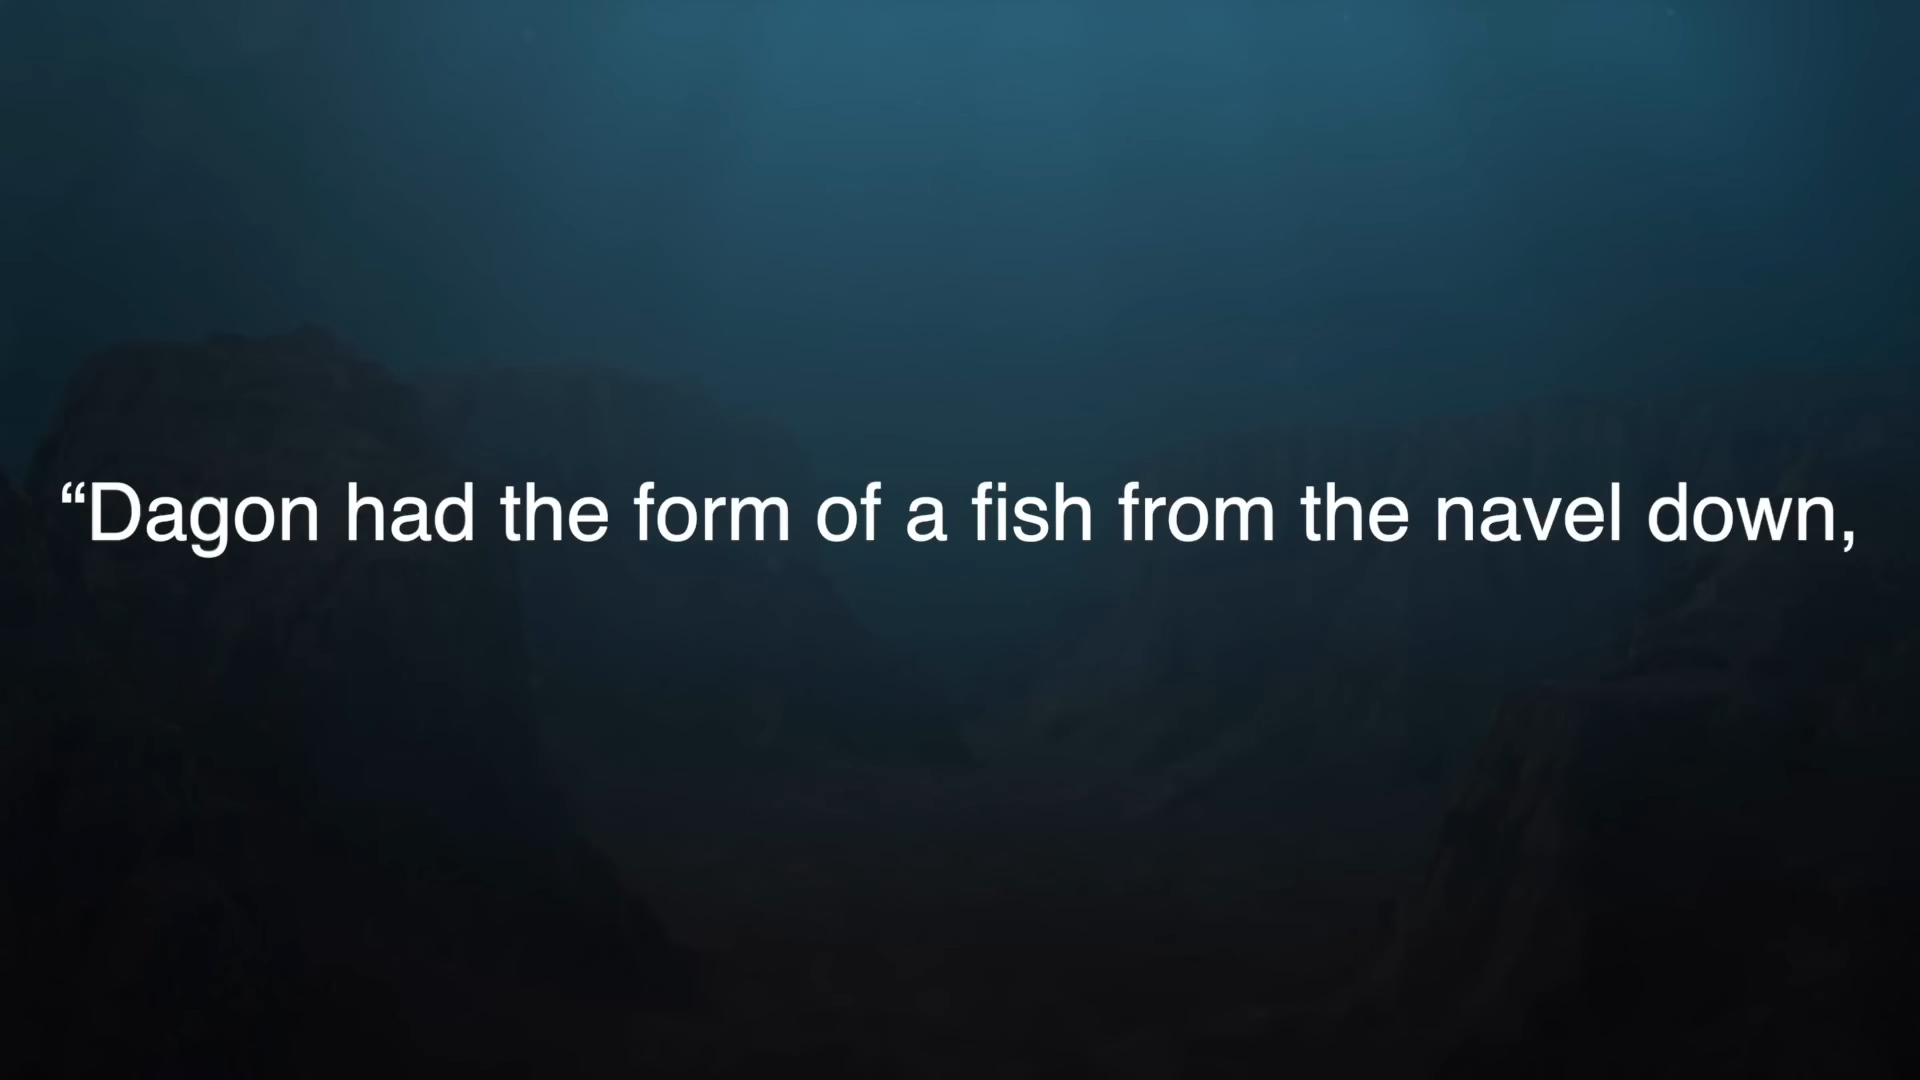 “Dagon had the form of a fish from the navel down,